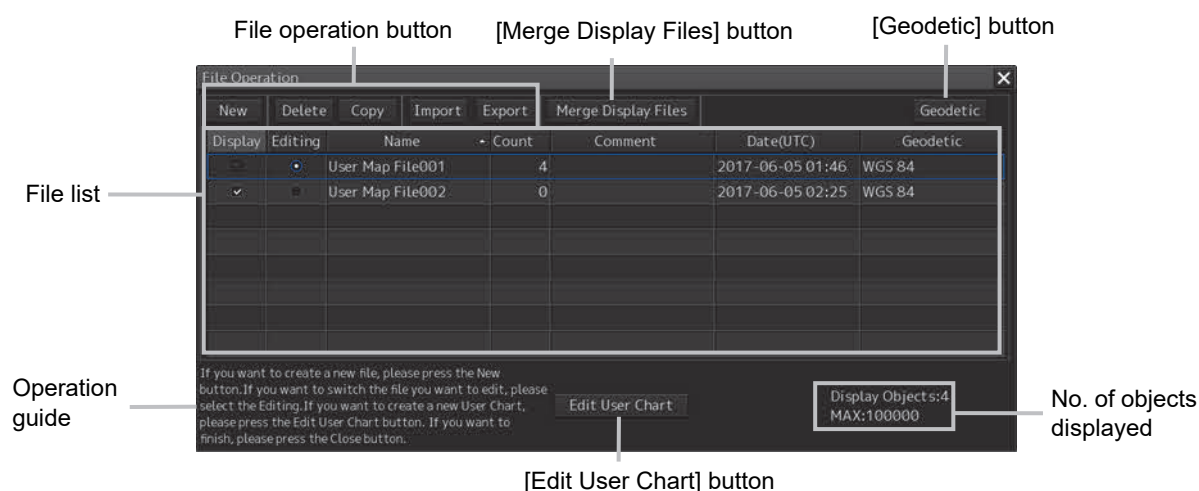 File operation button
[Merge Display Files] button
[Geodetic] button
File Operation
New Delete Copy Import Export Merge Display Files Geodetic
Display Editing Name Count Comment Date(UTC) Geodetic
User Map File001 4 2017-06-05 01:46 WGS 84
User Map File002 0 2017-06-05 02:25 WGS 84
File list
If you want to create a new file, please press the New
button.If you want to switch the file you want to edit, please
select the Editing.If you want to create a new User Chart,
please press the Edit User Chart button. If you want to
finish, please press the Close button.
Operation
guide
Edit User Chart
Display Objects:4
MAX:100000
No. of objects
displayed
[Edit User Chart] button